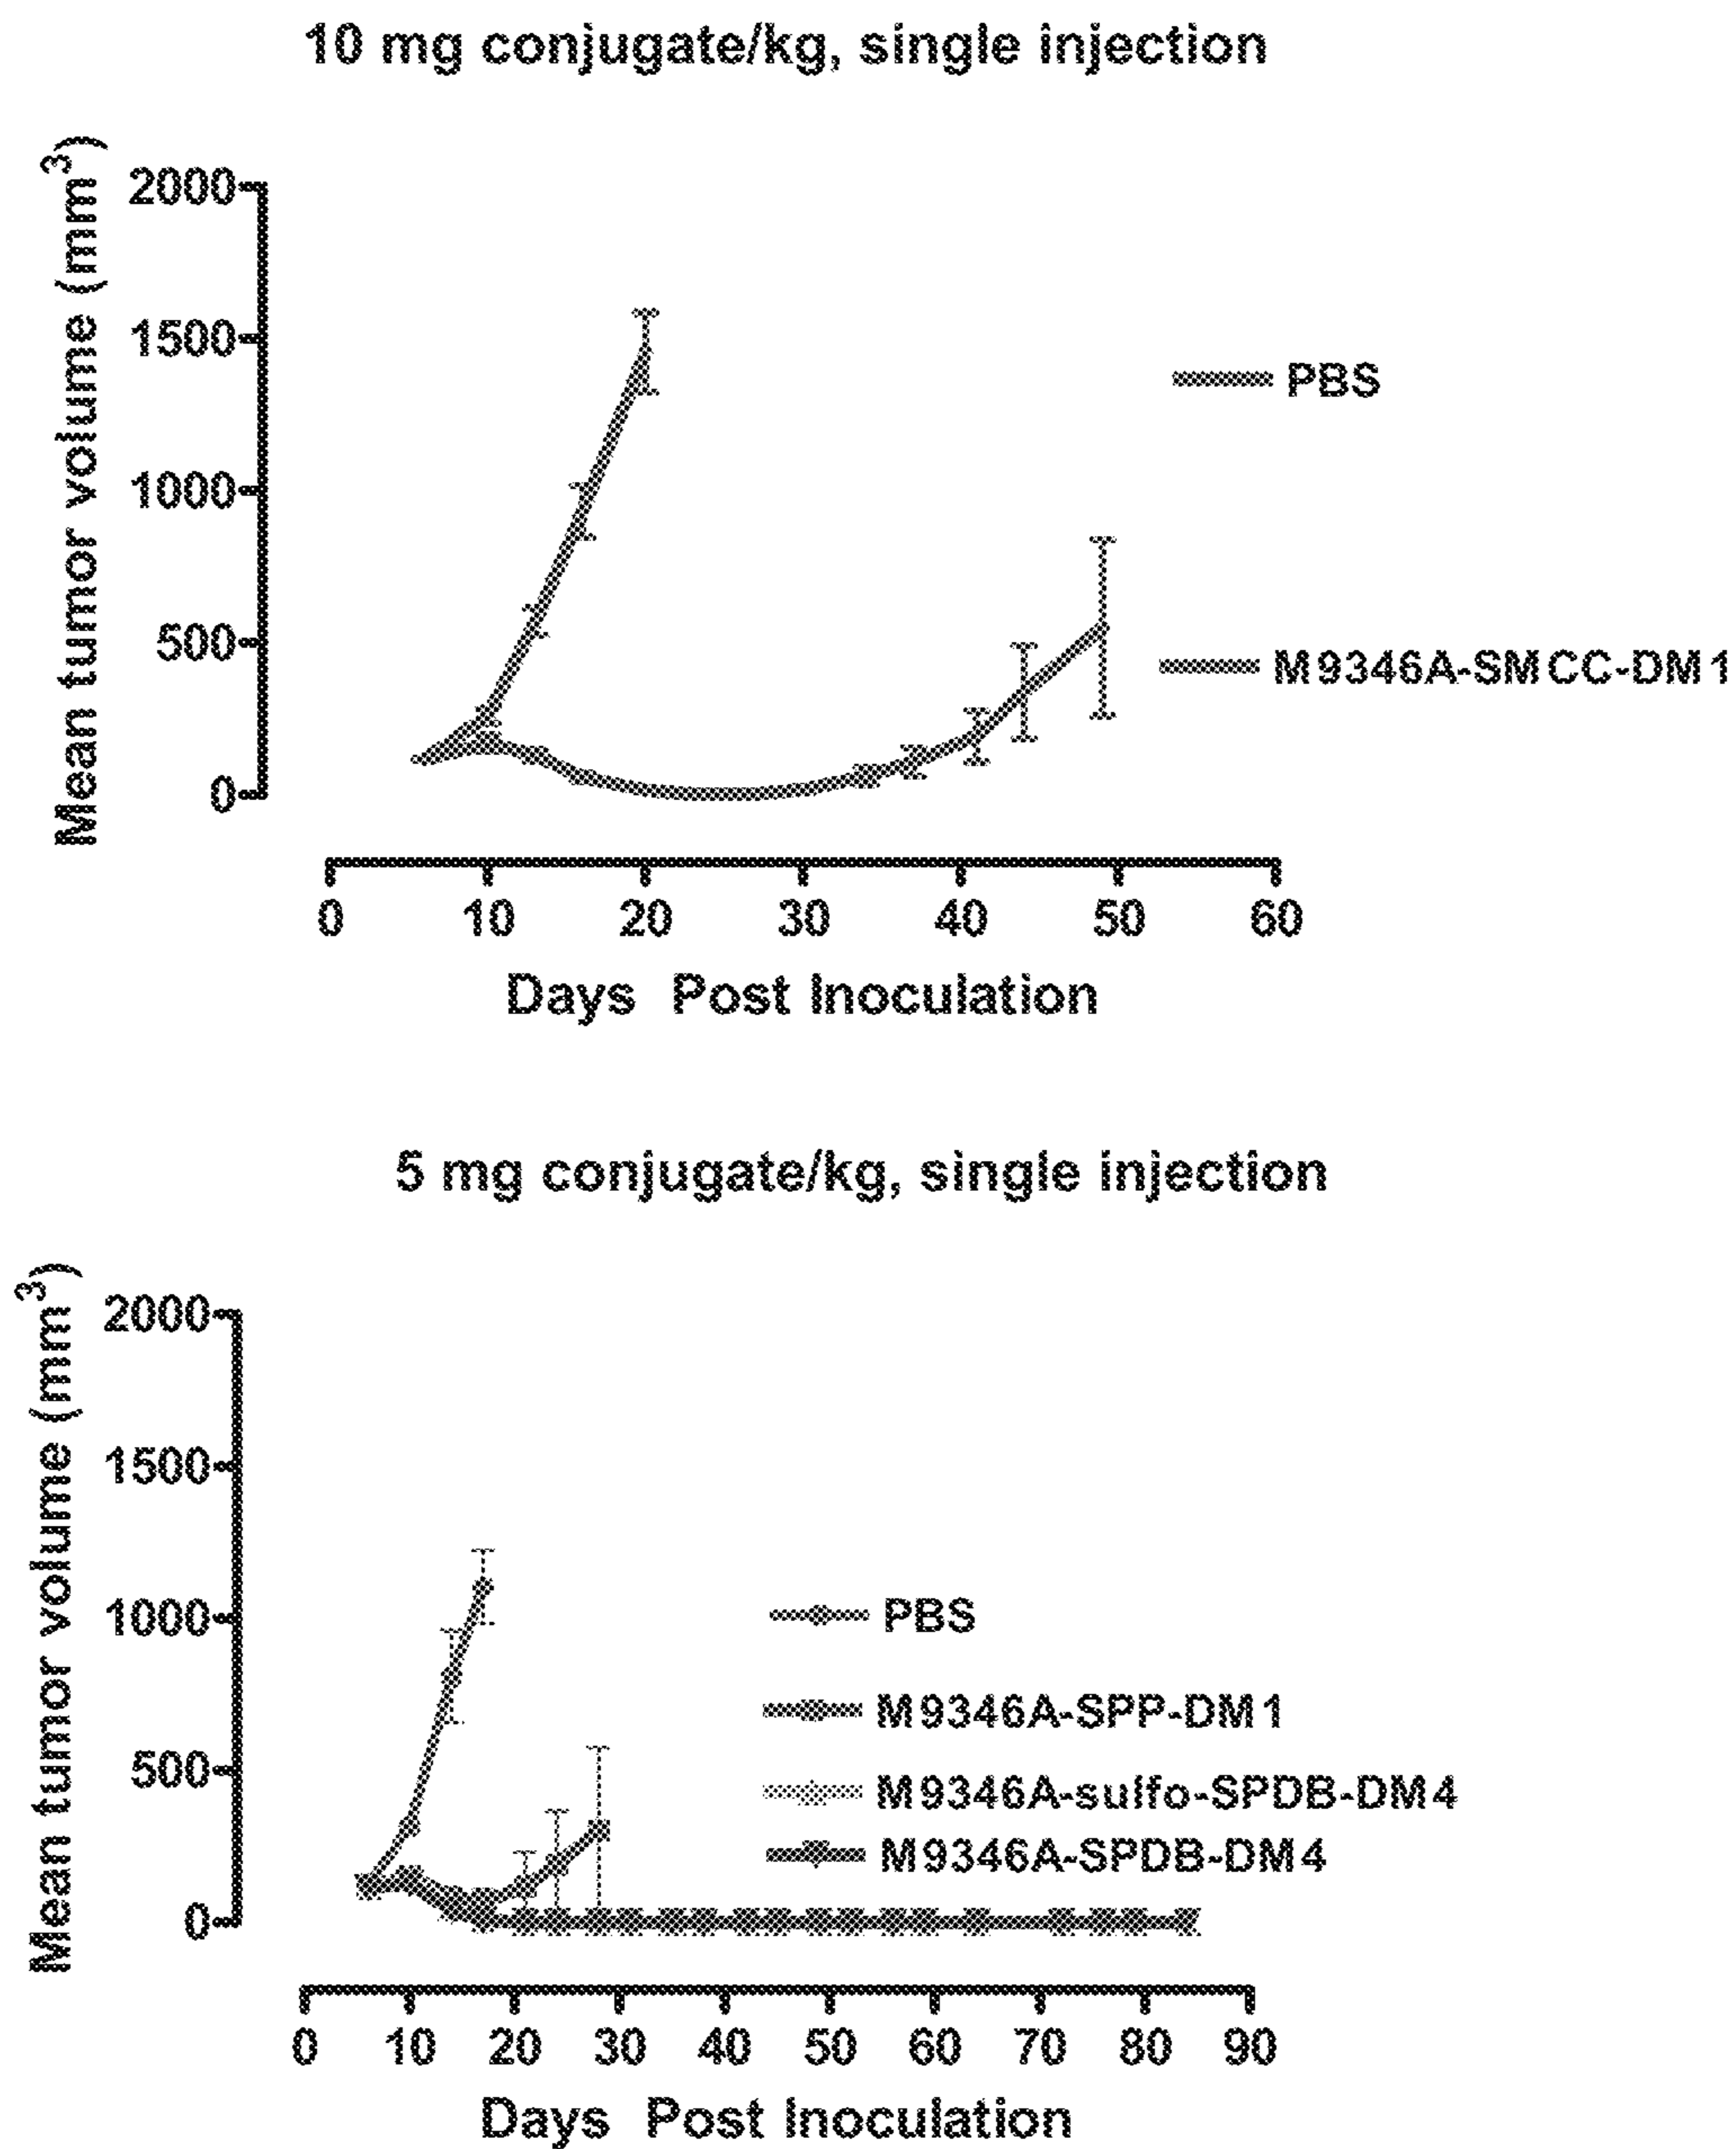 10 mg conjugate/kg, single injection
Mean tumor volume (mm³)
2000
1500
1000
500
0
PBS
M9346A-SMCC-DM1
0 10 20 30 40 50 60
Days Post Inoculation
5 mg conjugate/kg, single injection
Mean tumor volume (mm³)
2000
1500
1000
500
0
PBS
M9346A-SPP-DM1
M9346A-sulfo-SPDB-DM4
M9346A-SPDB-DM4
0 10 20 30 40 50 60 70 80 90
Days Post Inoculation